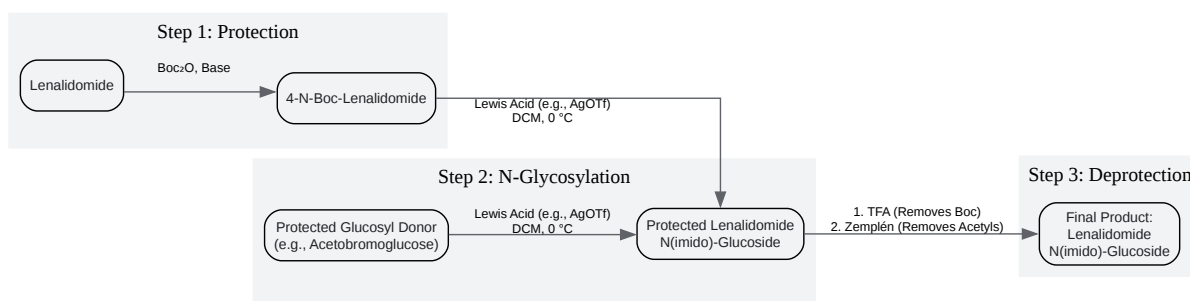 Step 1: Protection
Lenalidomide
Boc₂O, Base
4-N-Boc-Lenalidomide
Lewis Acid (e.g., AgOTf)
DCM, 0 °C
Step 2: N-Glycosylation
Protected Glucosyl Donor
(e.g., Acetobromoglucose)
Lewis Acid (e.g., AgOTf)
DCM, 0 °C
Protected Lenalidomide
N(imido)-Glucoside
1. TFA (Removes Boc)
2. Zemplén (Removes Acetyls)
Step 3: Deprotection
Final Product:
Lenalidomide
N(imido)-Glucoside